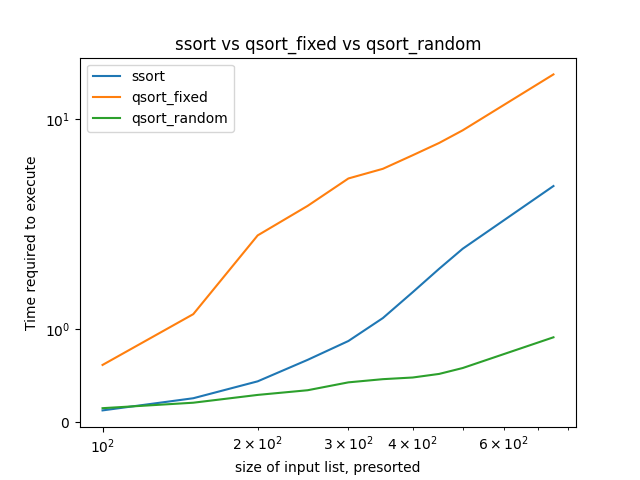 ssort vs qsort_fixed vs qsort_random
ssort
qsort_fixed
qsort_random
Time required to execute
10¹
10⁰
0
10² 2 × 10² 3 × 10² 4 × 10² 6 × 10²
size of input list, presorted